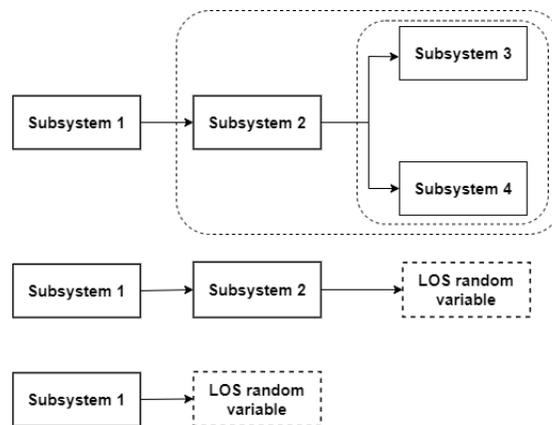 Subsystem 3
Subsystem 1
Subsystem 2
Subsystem 4
Subsystem 1
Subsystem 2
LOS random
variable
Subsystem 1
LOS random
variable